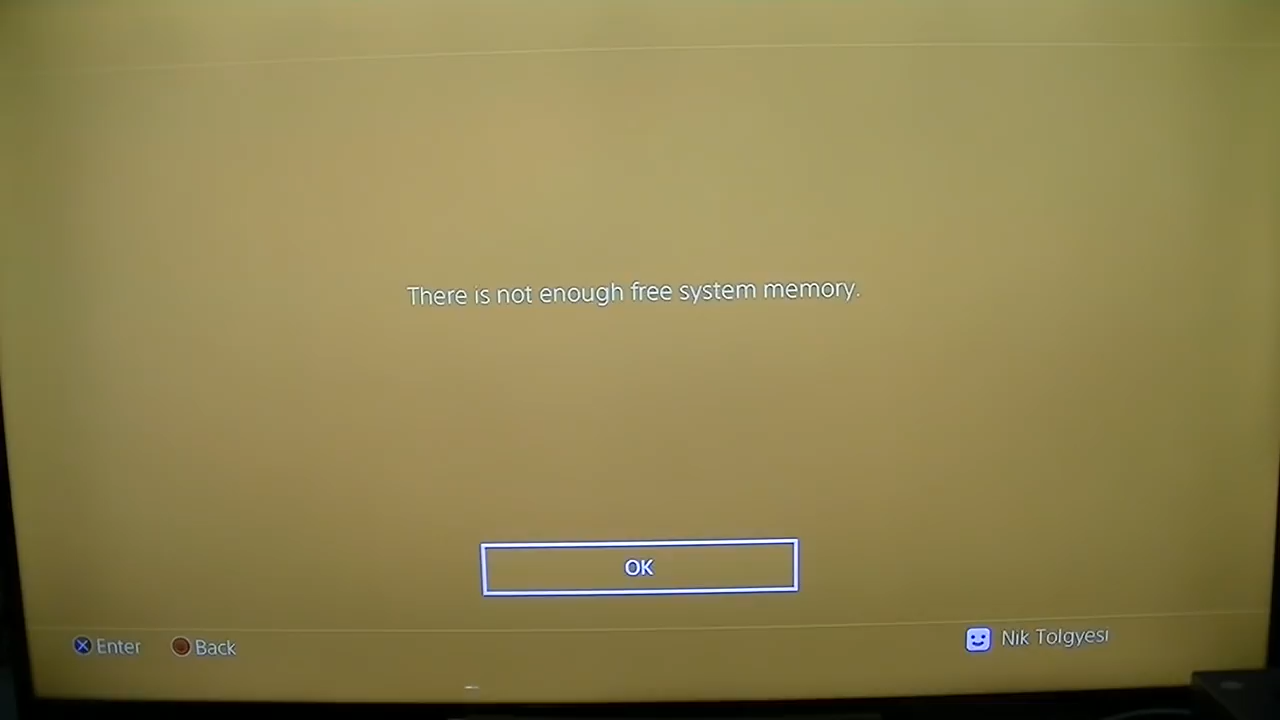 There is not enough free system memory.
OK
Enter
Back
Nik Tolgyesi